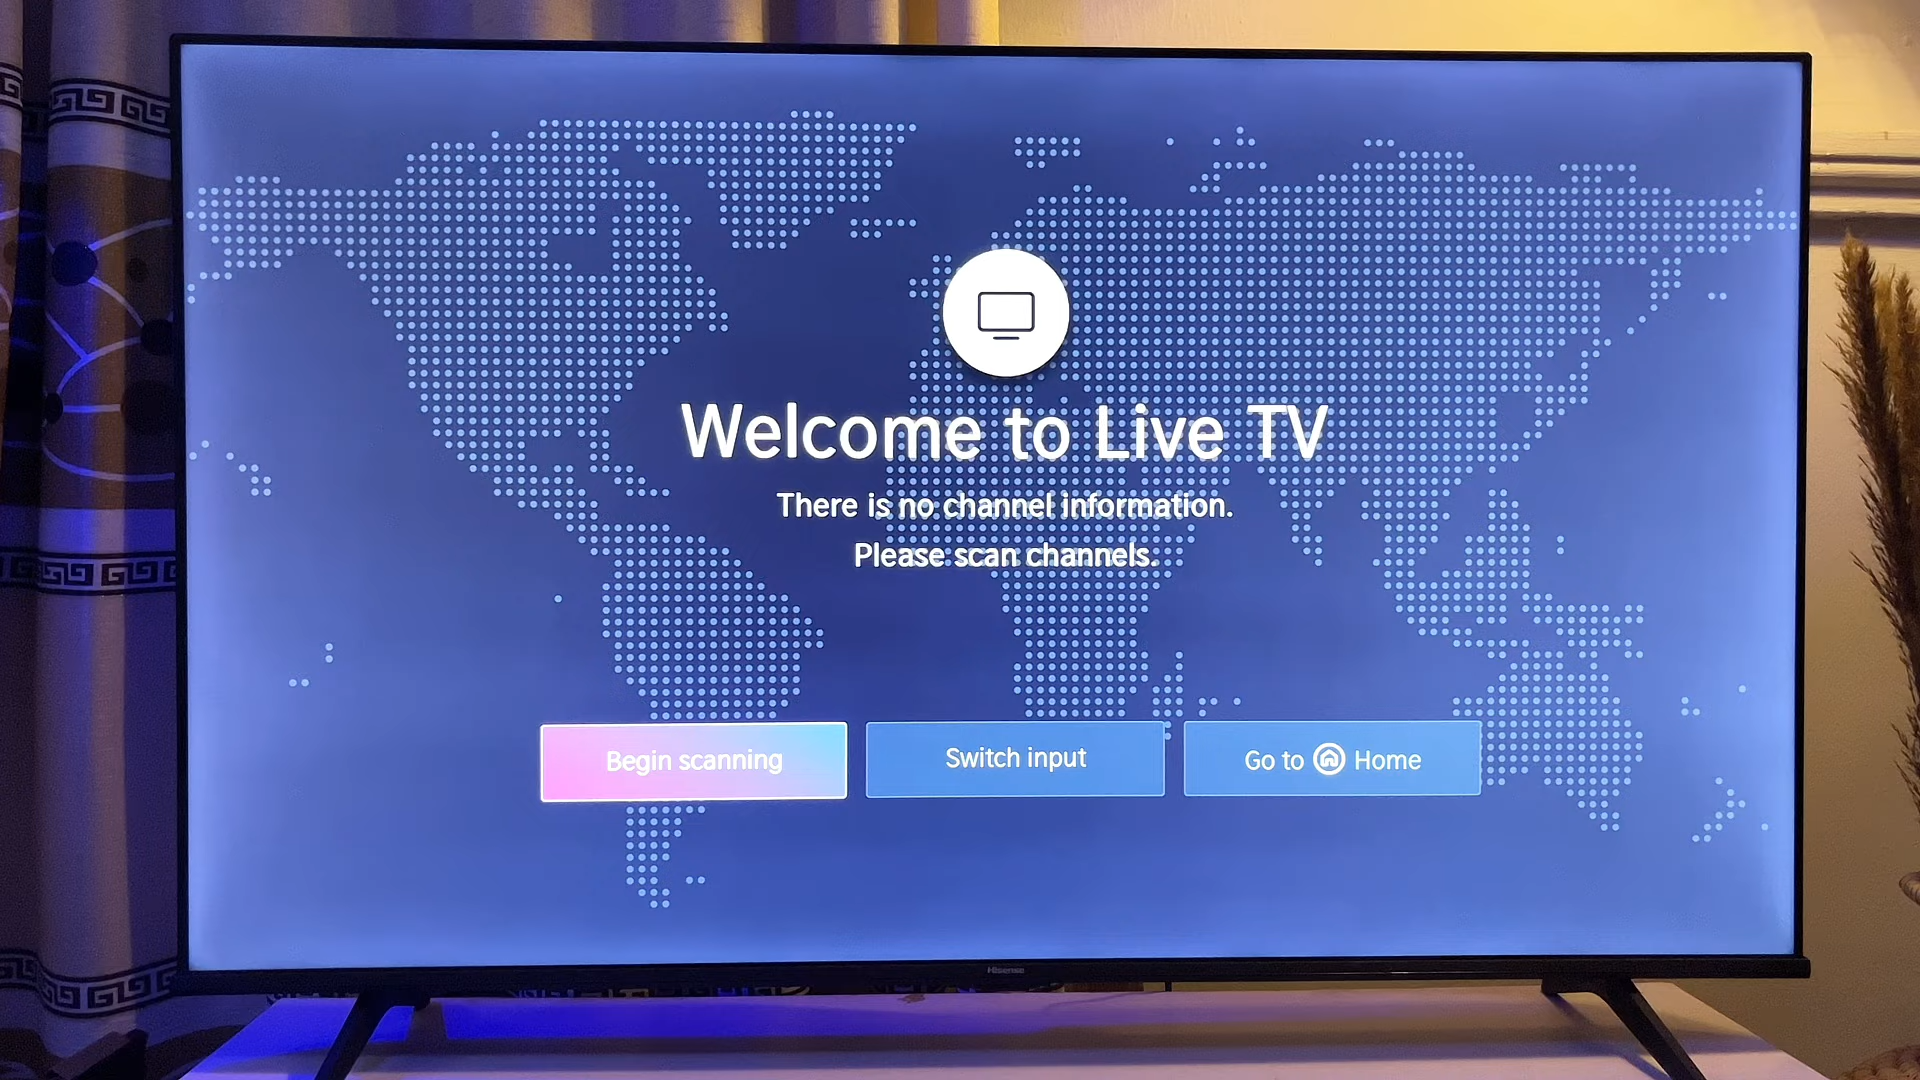 Welcome to Live TV
There is no channel information.
Please scan channels.
Begin scanning
Switch input
Go to Home
Hisense